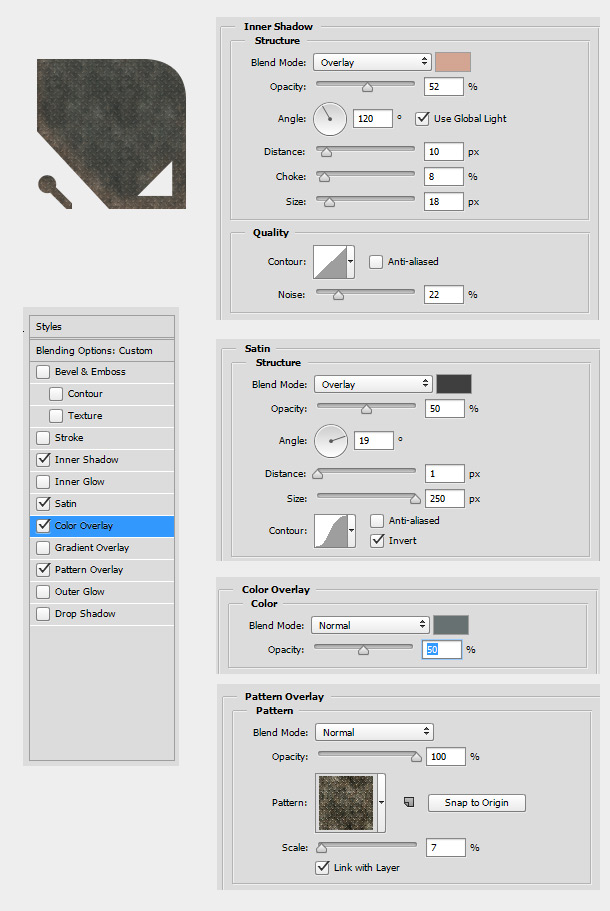 Styles
Blending Options: Custom
Bevel & Emboss
Contour
Texture
Stroke
Inner Shadow
Inner Glow
Satin
Color Overlay
Gradient Overlay
Pattern Overlay
Outer Glow
Drop Shadow
Inner Shadow
Structure
Blend Mode: Overlay
Opacity: 52 %
Angle: 120 ° Use Global Light
Distance: 10 px
Choke: 8 %
Size: 18 px
Quality
Contour: Anti-aliased
Noise: 22 %
Satin
Structure
Blend Mode: Overlay
Opacity: 50 %
Angle: 19 °
Distance: 1 px
Size: 250 px
Contour: Anti-aliased
Invert
Color Overlay
Color
Blend Mode: Normal
Opacity: 50 %
Pattern Overlay
Pattern
Blend Mode: Normal
Opacity: 100 %
Pattern: Snap to Origin
Scale: 7 %
Link with Layer